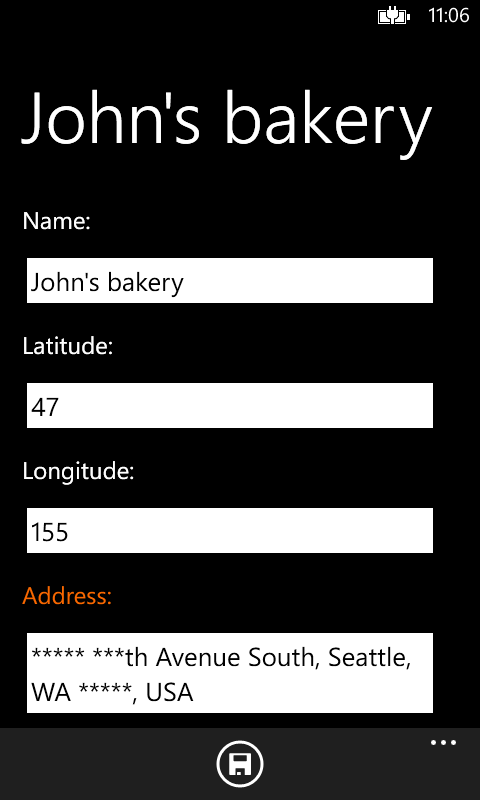 11:06
John's bakery
Name:
John's bakery
Latitude:
47
Longitude:
155
Address:
***** ***th Avenue South, Seattle,
WA *****, USA